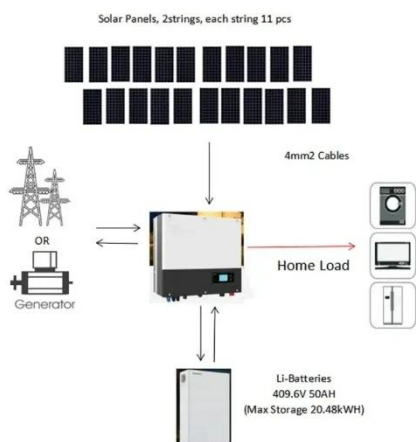 Solar Panels, 2strings, each string 11 pcs
4mm2 Cables
OR
Home Load
Generator
Li-Batteries
409.6V 50AH
(Max Storage 20.48kWH)